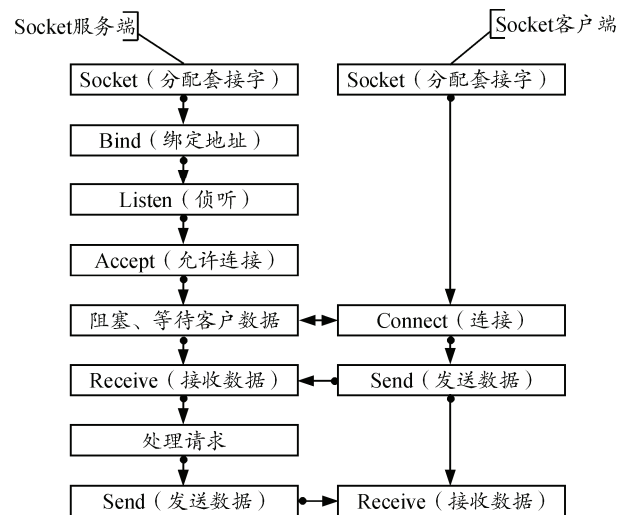 Socket服务端
Socket客户端
Socket（分配套接字）
Socket（分配套接字）
Bind（绑定地址）
Listen（侦听）
Accept（允许连接）
阻塞、等待客户数据
Connect（连接）
Receive（接收数据）
Send（发送数据）
处理请求
Send（发送数据）
Receive（接收数据）